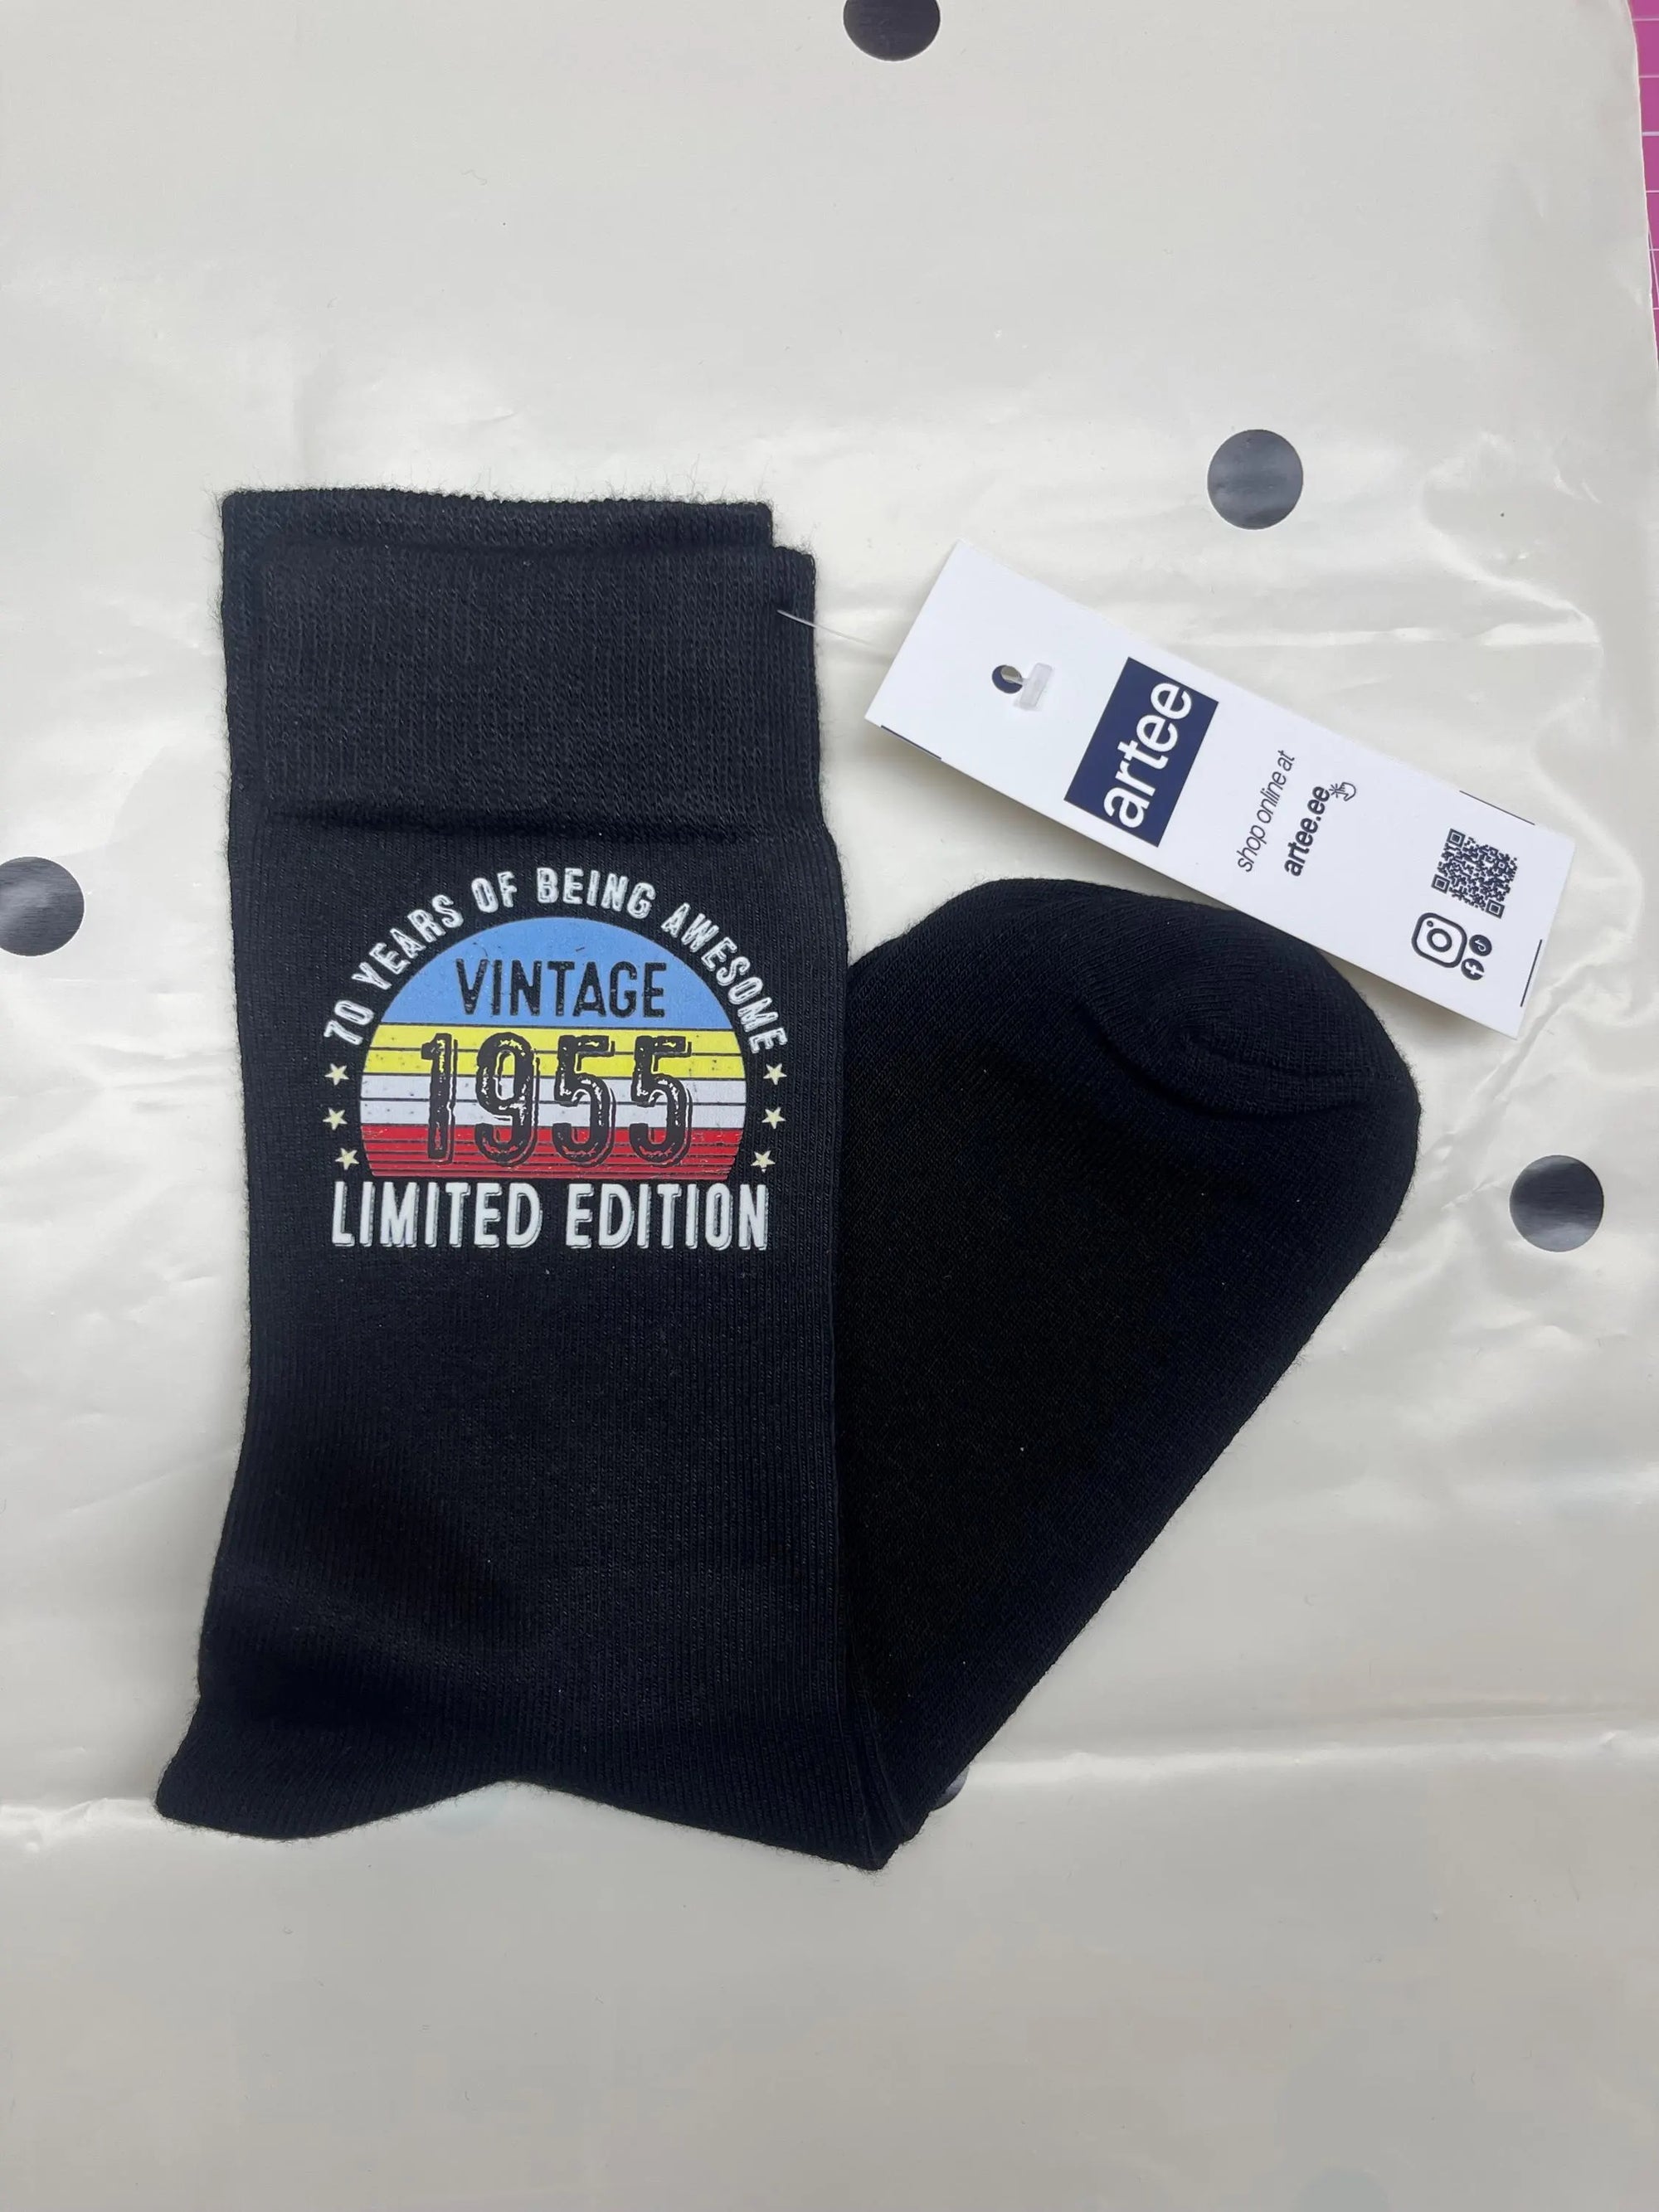 70 YEARS OF BEING AWESOME
VINTAGE
1955
LIMITED EDITION
artee
shop online at
artee.ee